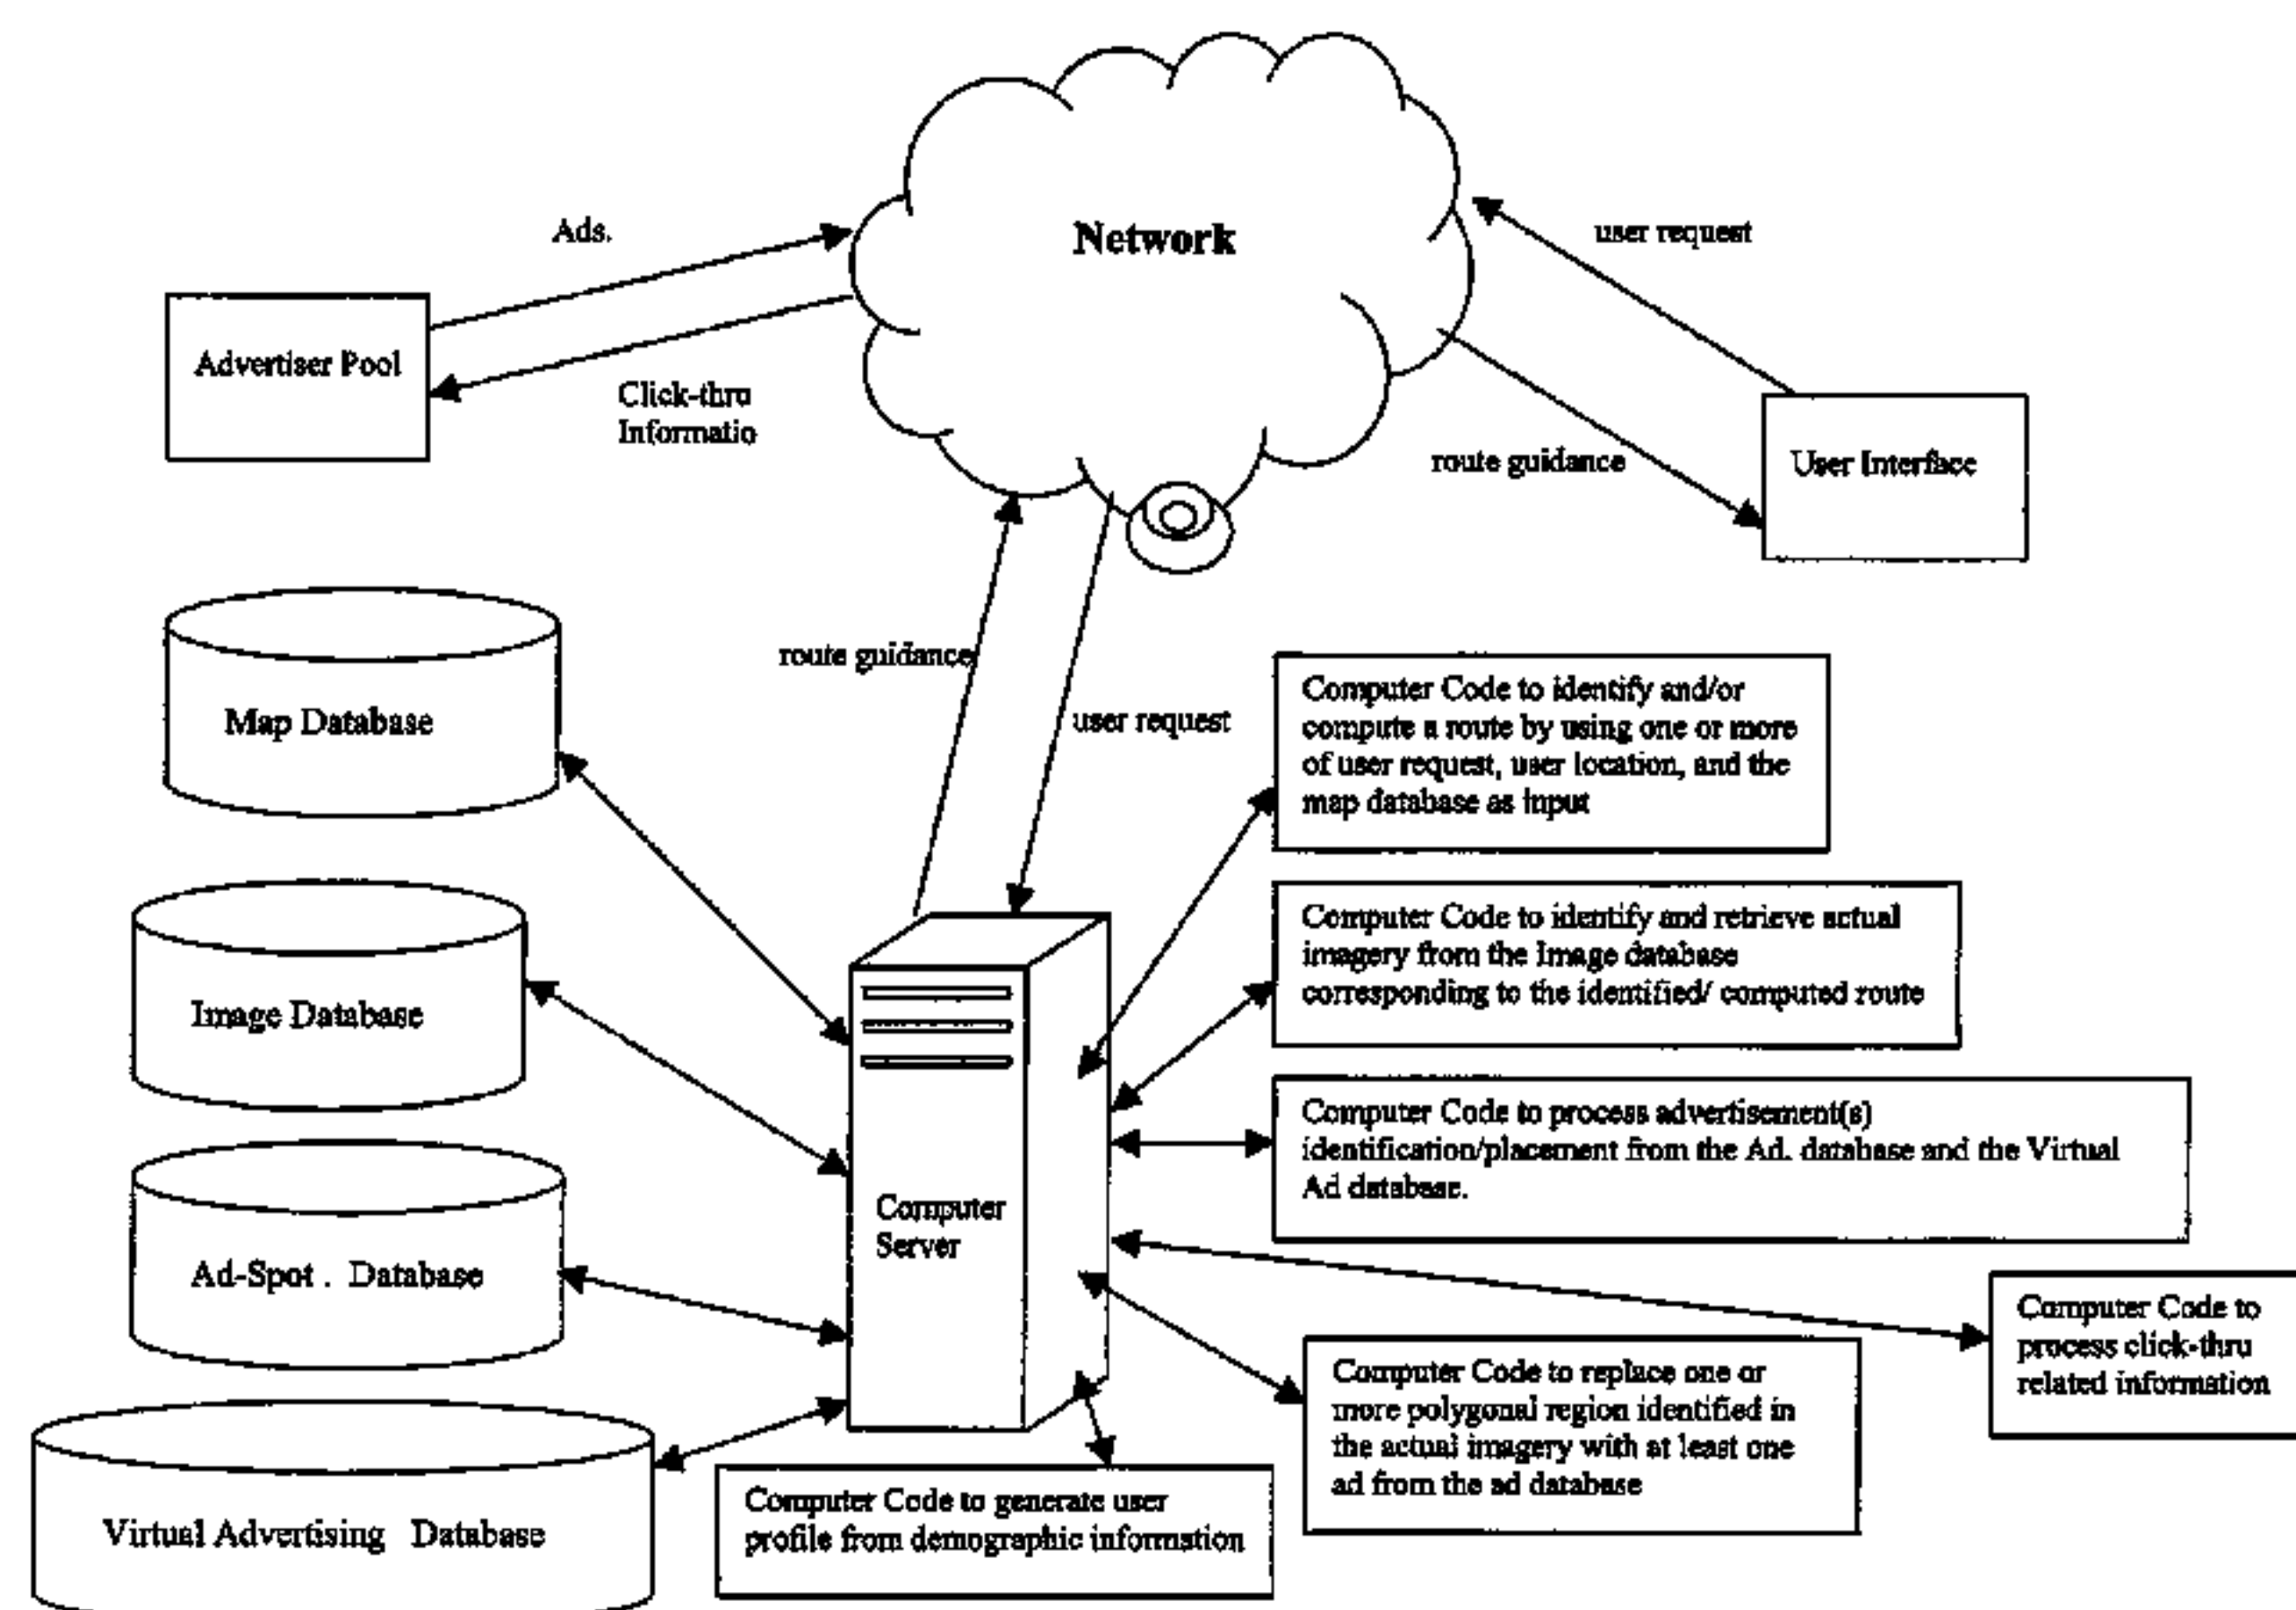 Network
Ads.
user request
Advertiser Pool
Click-thru
Informatio
route guidance
User Interface
Map Database
route guidance
user request
Computer Code to identify and/or
compute a route by using one or more
of user request, user location, and the
map database as input
Image Database
Computer Code to identify and retrieve actual
imagery from the Image database
corresponding to the identified/ computed route
Computer Code to process advertisement(s)
identification/placement from the Ad. database and the Virtual
Ad database.
Computer
Server
Ad-Spot . Database
Computer Code to
process click-thru
related information
Computer Code to replace one or
more polygonal region identified in
the actual imagery with at least one
ad from the ad database
Virtual Advertising Database
Computer Code to generate user
profile from demographic information